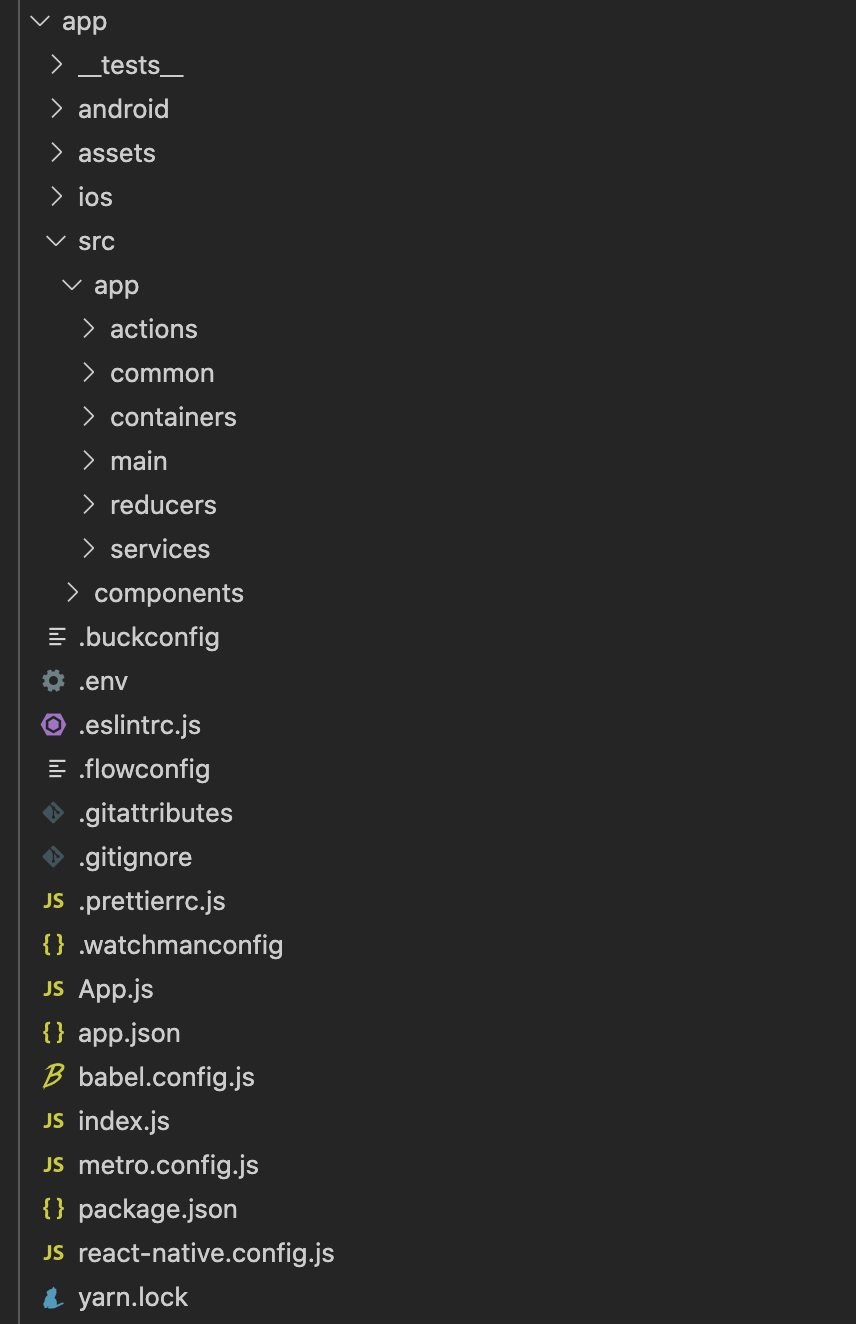 app
__tests__
android
assets
ios
src
app
actions
common
containers
main
reducers
services
components
.buckconfig
.env
.eslintrc.js
.flowconfig
.gitattributes
.gitignore
JS .prettierrc.js
{} .watchmanconfig
JS App.js
{} app.json
babel.config.js
JS index.js
JS metro.config.js
{} package.json
JS react-native.config.js
yarn.lock